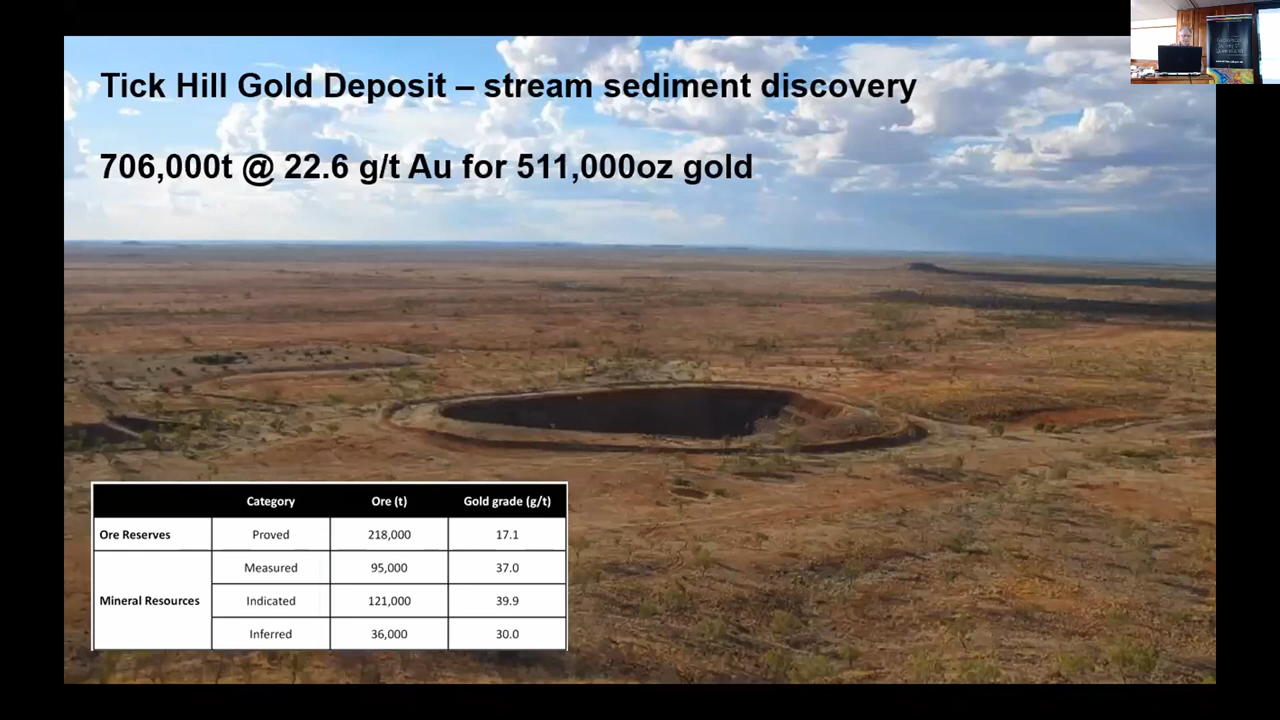 Tick Hill Gold Deposit – stream sediment discovery
706,000t @ 22.6 g/t Au for 511,000oz gold
Category Ore (t) Gold grade (g/t)
Ore Reserves Proved 218,000 17.1
Measured 95,000 37.0
Mineral Resources Indicated 121,000 39.9
Inferred 36,000 30.0